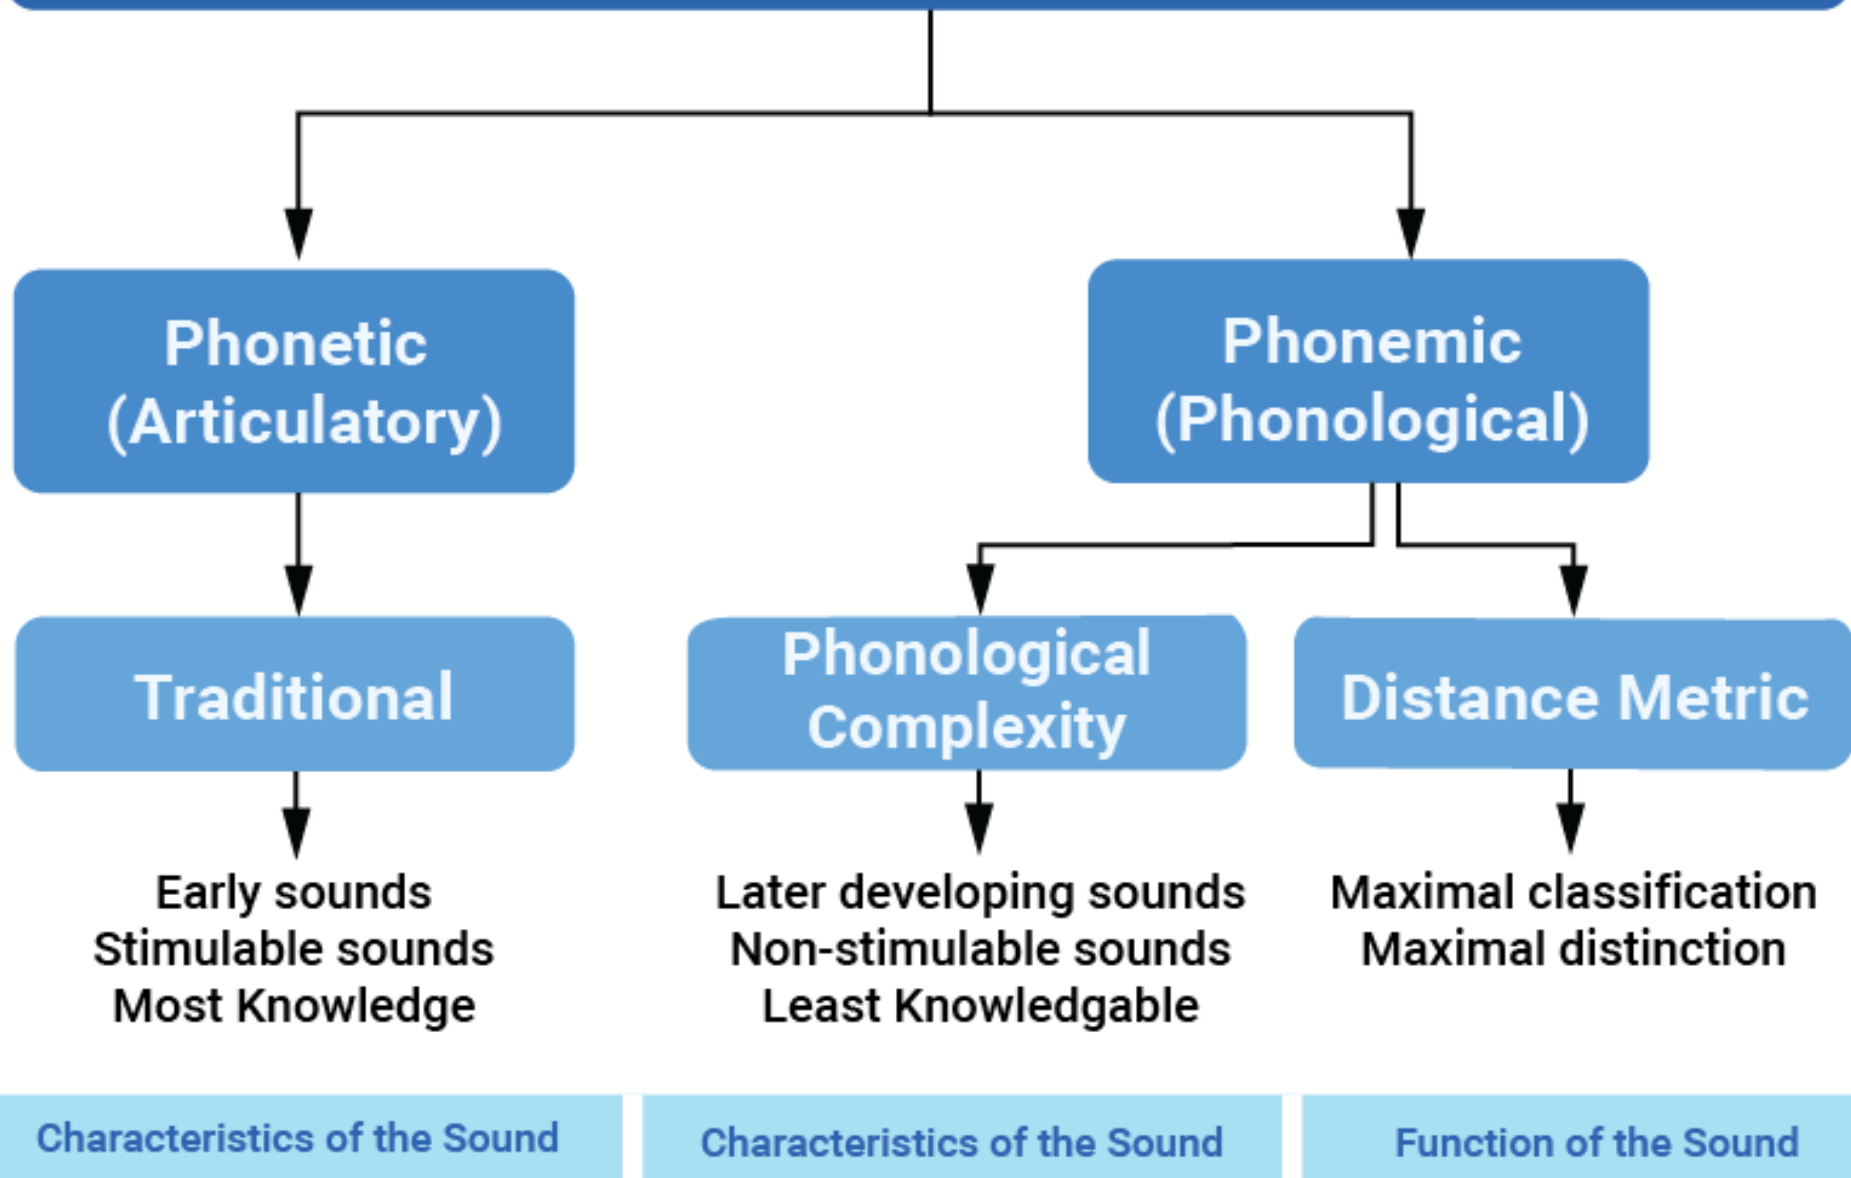 Phonetic
(Articulatory)
Phonemic
(Phonological)
Traditional
Phonological
Complexity
Distance Metric
Early sounds
Stimulable sounds
Most Knowledge
Later developing sounds
Non-stimulable sounds
Least Knowledgable
Maximal classification
Maximal distinction
Characteristics of the Sound
Characteristics of the Sound
Function of the Sound